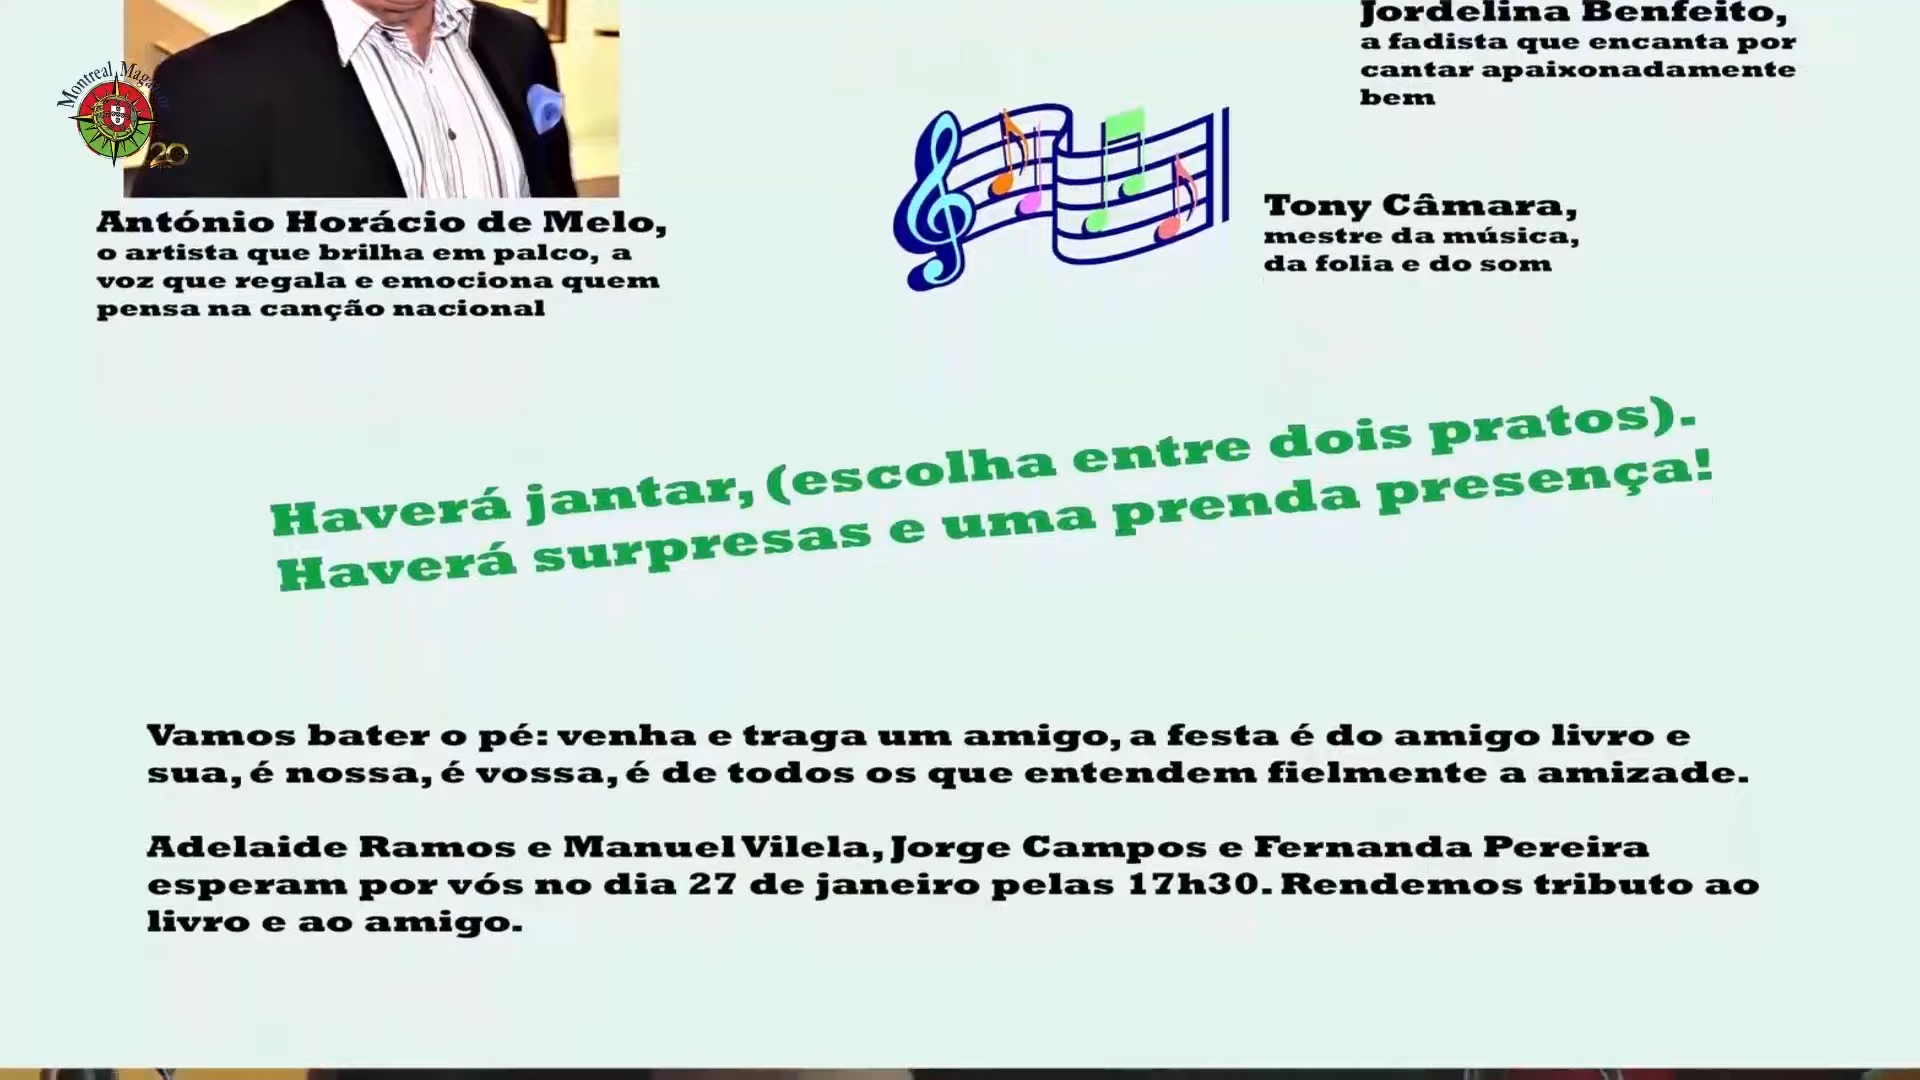 Jordelina Benfeito,
a fadista que encanta por
cantar apaixonadamente
bem
Montreal
20
António Horácio de Melo,
o artista que brilha em palco, a
voz que regala e emociona quem
pensa na canção nacional
Tony Câmara,
mestre da música,
da folia e do som
Haverá jantar, (escolha entre dois pratos).
Haverá surpresas e uma prenda presença!
Vamos bater o pé: venha e traga um amigo, a festa é do amigo livro e
sua, é nossa, é vossa, é de todos os que entendem fielmente a amizade.
Adelaide Ramos e Manuel Vilela, Jorge Campos e Fernanda Pereira
esperam por vós no dia 27 de janeiro pelas 17h30. Rendemos tributo ao
livro e ao amigo.